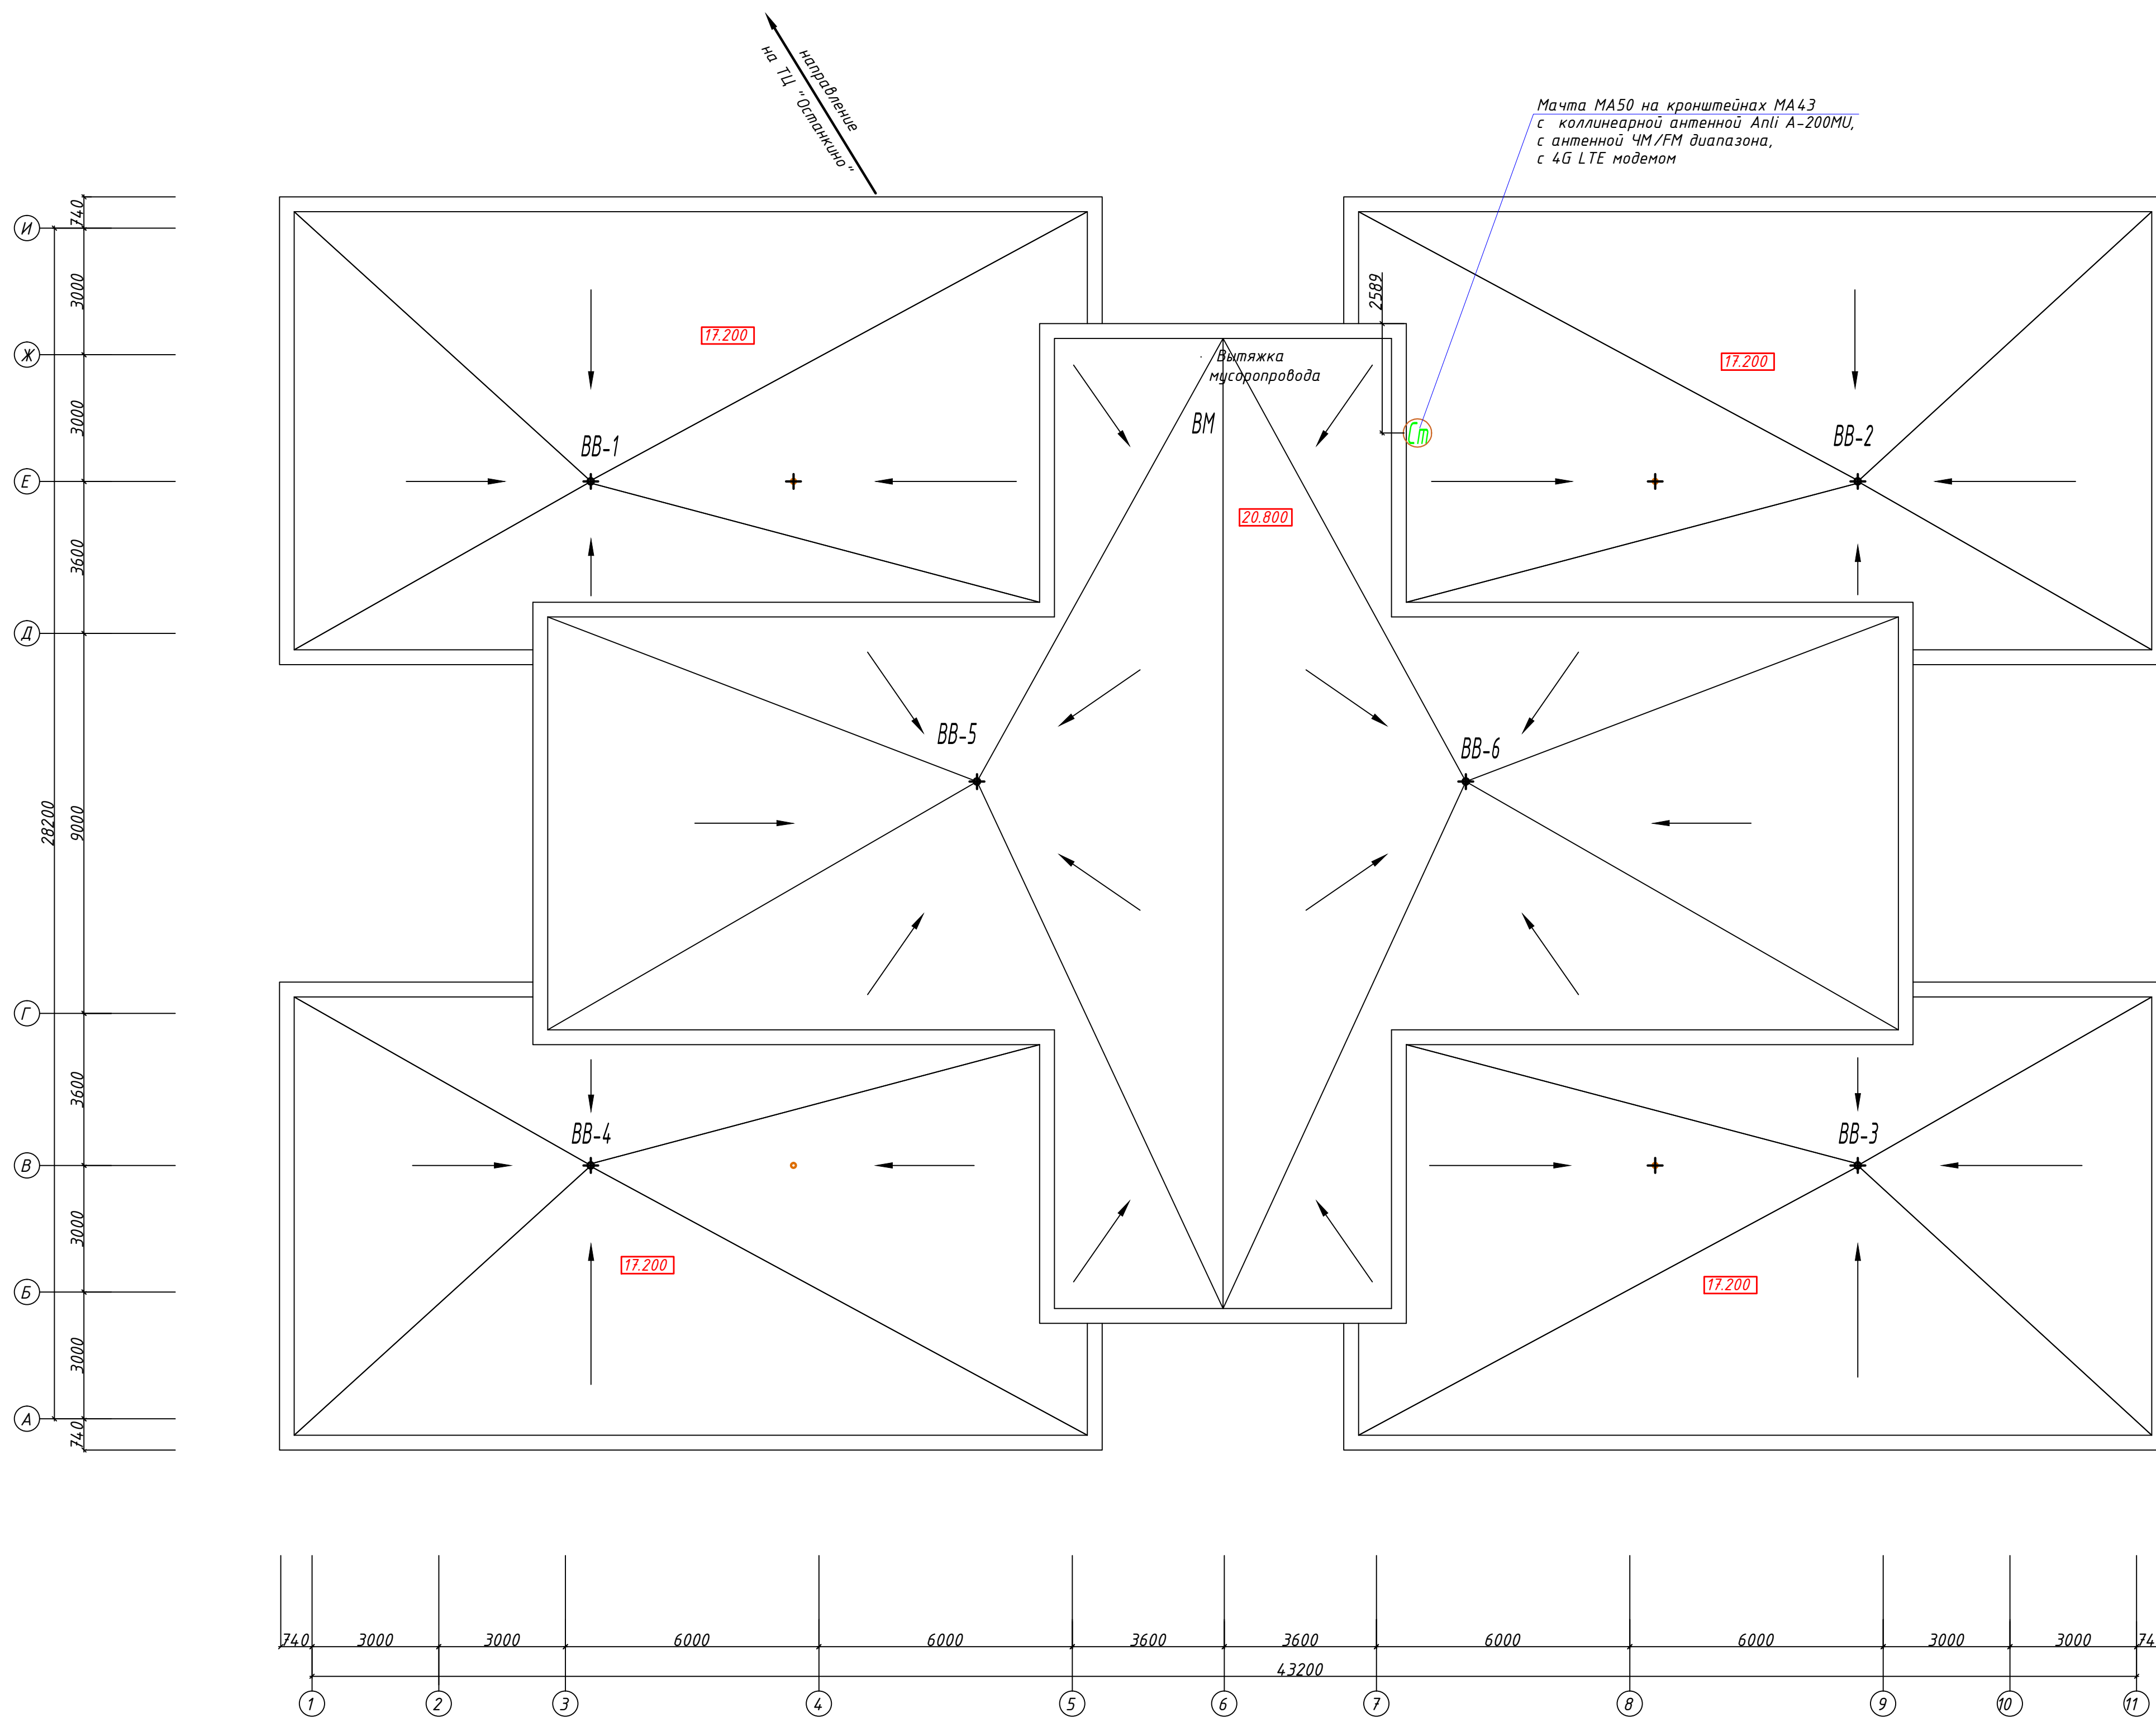 направление
на ТЦ "Останкино"
Мачта МА50 на кронштейнах МА43
с коллинеарной антенной Anli A-200MU,
с антенной ЧМ/FM диапазона,
с 4G LTE модемом
740
И
3000
2589
17.200
Ж
Вытяжка
17.200
мусоропровода
3000
ВМ
Ст
ВВ-1
ВВ-2
Е
20.800
3600
Д
ВВ-5
ВВ-6
28200
9000
Г
3600
ВВ-4
ВВ-3
В
3000
17.200
17.200
Б
3000
А
740
740
3000
3000
6000
6000
3600
3600
6000
6000
3000
3000
74
43200
1
2
3
4
5
6
7
8
9
10
11